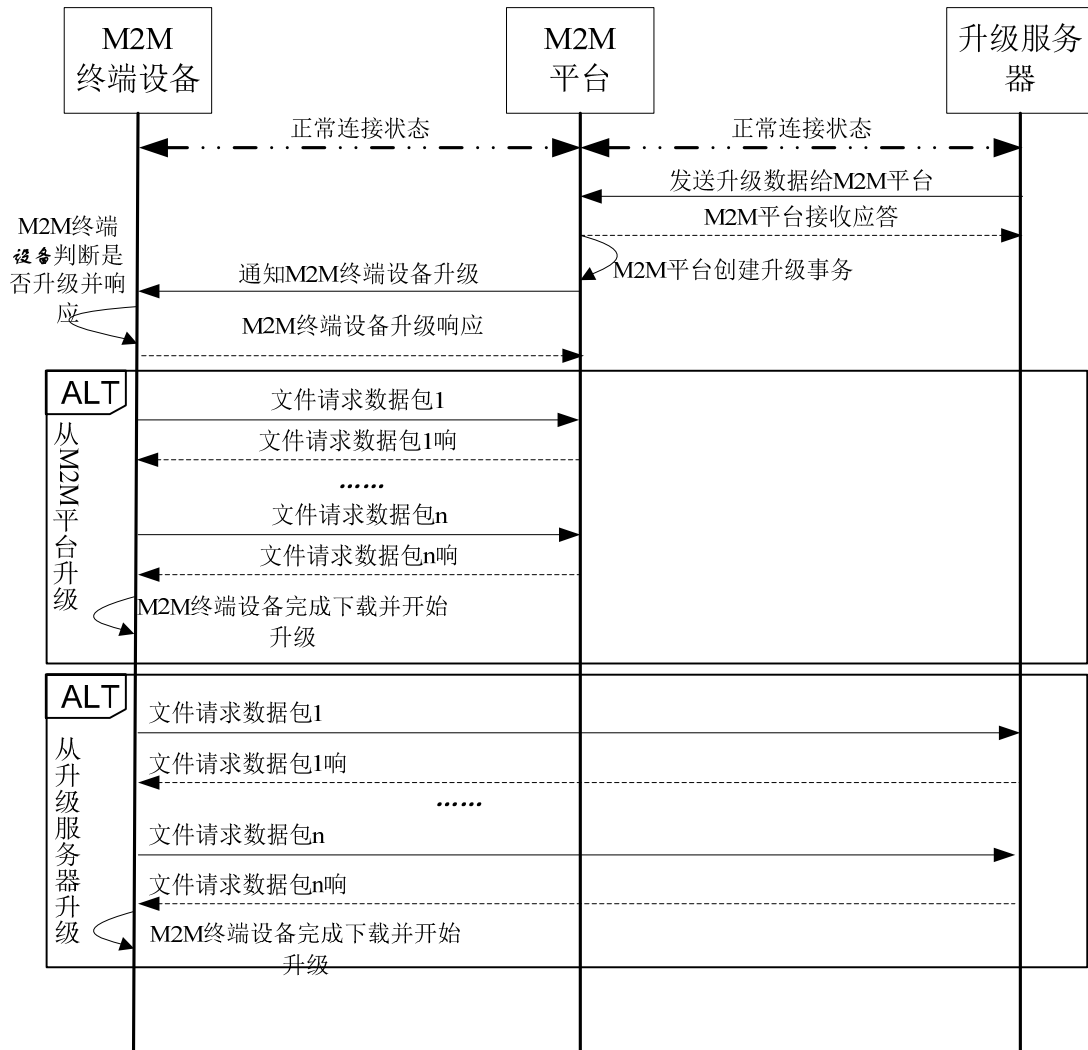 M2M
终端设备
M2M
平台
升级服务
器
正常连接状态
正常连接状态
发送升级数据给M2M平台
M2M平台接收应答
M2M终端
设备判断是
否升级并响
应
M2M平台创建升级事务
通知M2M终端设备升级
M2M终端设备升级响应
ALT
从M2M平台升级
文件请求数据包1
文件请求数据包1响
……
文件请求数据包n
文件请求数据包n响
M2M终端设备完成下载并开始
升级
ALT
从升级服务器升级
文件请求数据包1
文件请求数据包1响
……
文件请求数据包n
文件请求数据包n响
M2M终端设备完成下载并开始
升级